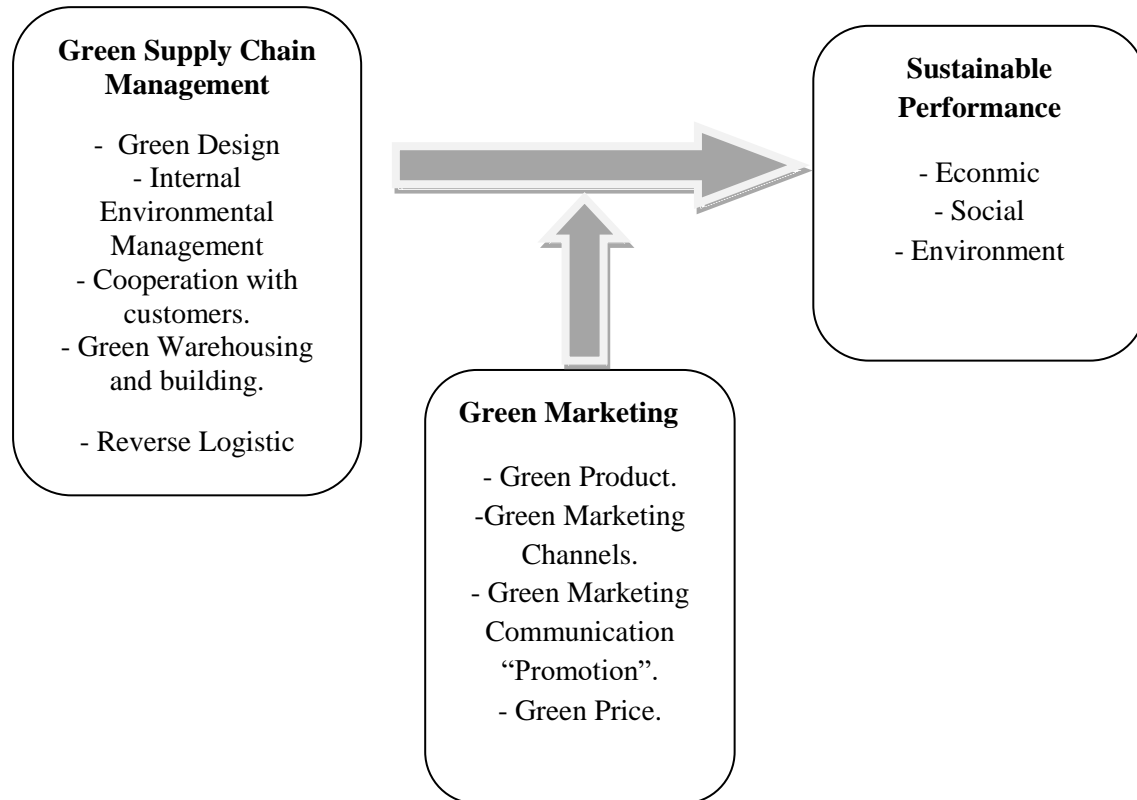 Green Supply Chain
Management
- Green Design
- Internal
Environmental
Management
- Cooperation with
customers.
- Green Warehousing
and building.
- Reverse Logistic
Sustainable
Performance
- Econmic
- Social
- Environment
Green Marketing
- Green Product.
-Green Marketing
Channels.
- Green Marketing
Communication
“Promotion”.
- Green Price.